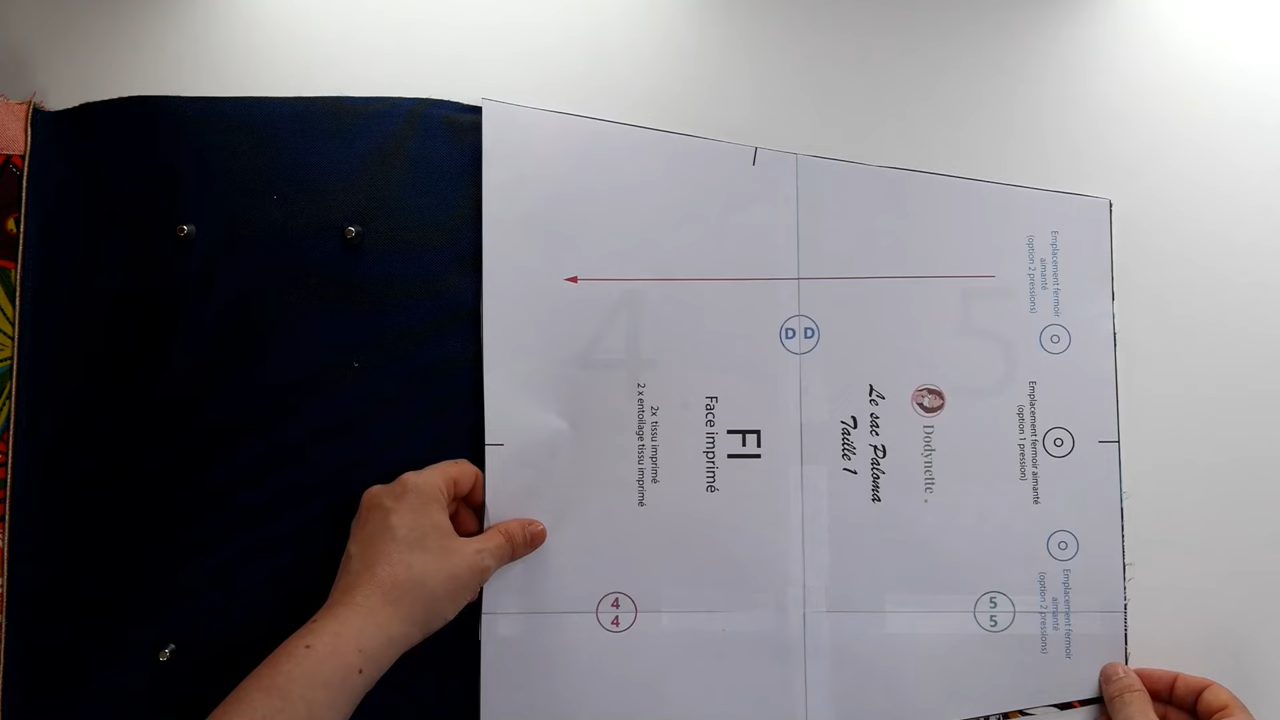 Emplacement fermoir
aimanté
(option 2 pressions)
Emplacement fermoir aimanté
(option 1 pression)
Emplacement fermoir
aimanté
(option 2 pressions)
5
Dodynette
Le sac Paloma
Taille 1
D D
FI
Face imprimé
2x tissu imprimé
2 x entoilage tissu imprimé
4
5
5
4
4